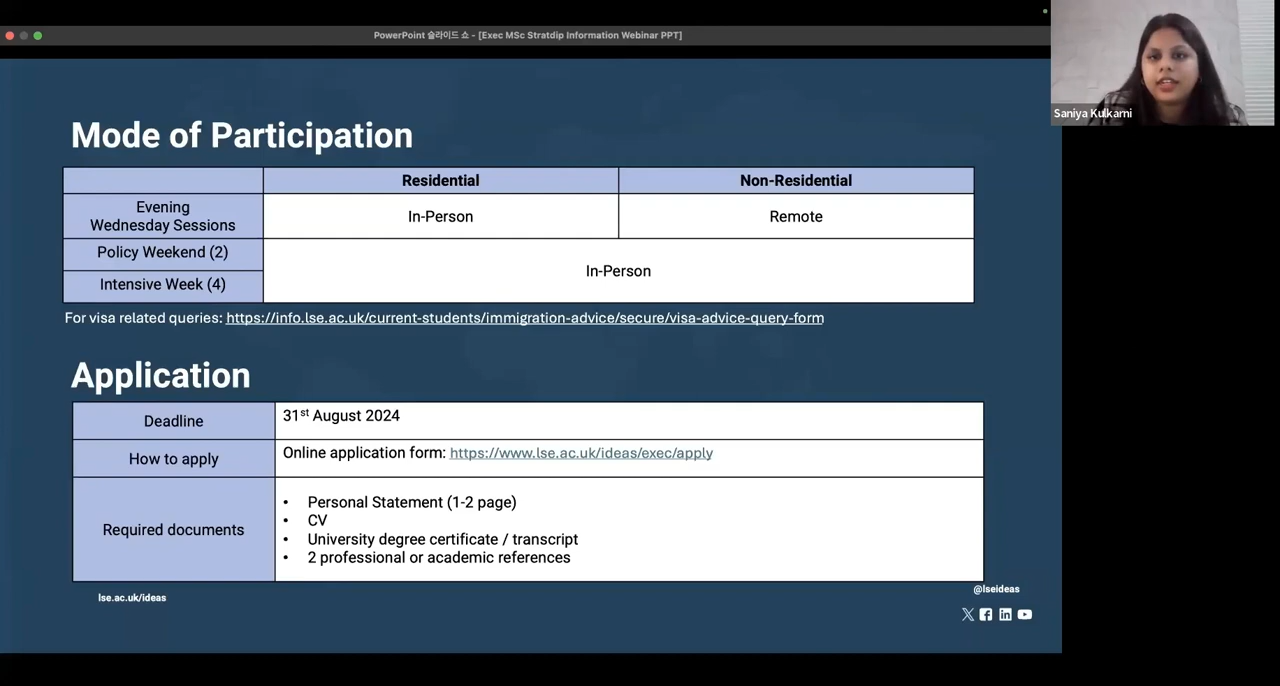 PowerPoint 슬라이드 쇼 - [Exec MSc Stratdip Information Webinar PPT]
Saniya Kulkarni
Mode of Participation
Residential
Non-Residential
Evening
Wednesday Sessions
In-Person
Remote
Policy Weekend (2)
Intensive Week (4)
In-Person
For visa related queries: https://info.lse.ac.uk/current-students/immigration-advice/secure/visa-advice-query-form
Application
Deadline
31st August 2024
How to apply
Online application form: https://www.lse.ac.uk/ideas/exec/apply
Required documents
• Personal Statement (1-2 page)
• CV
• University degree certificate / transcript
• 2 professional or academic references
lse.ac.uk/ideas
@lseideas